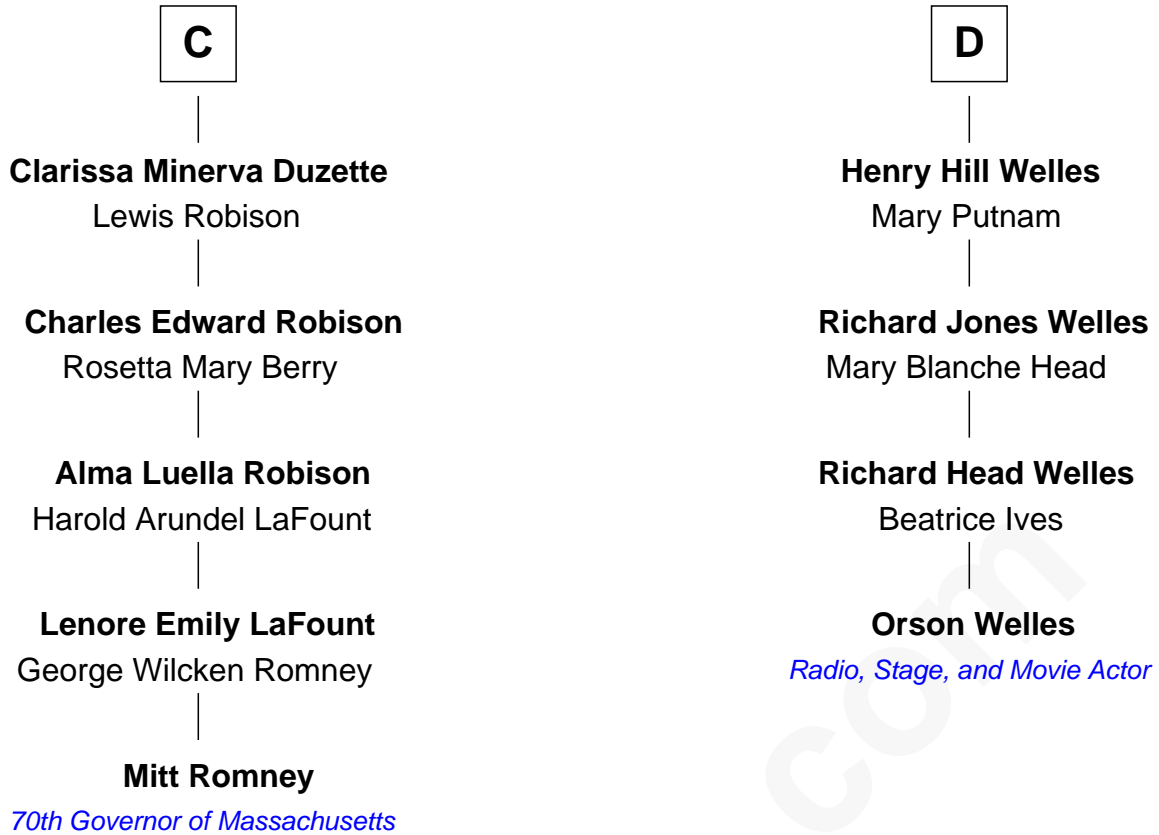 C
Clarissa Minerva Duzette
Lewis Robison
Charles Edward Robison
Rosetta Mary Berry
Alma Luella Robison
Harold Arundel LaFount
Lenore Emily LaFount
George Wilcken Romney
Mitt Romney
70th Governor of Massachusetts
D
Henry Hill Welles
Mary Putnam
Richard Jones Welles
Mary Blanche Head
Richard Head Welles
Beatrice Ives
Orson Welles
Radio, Stage, and Movie Actor
com